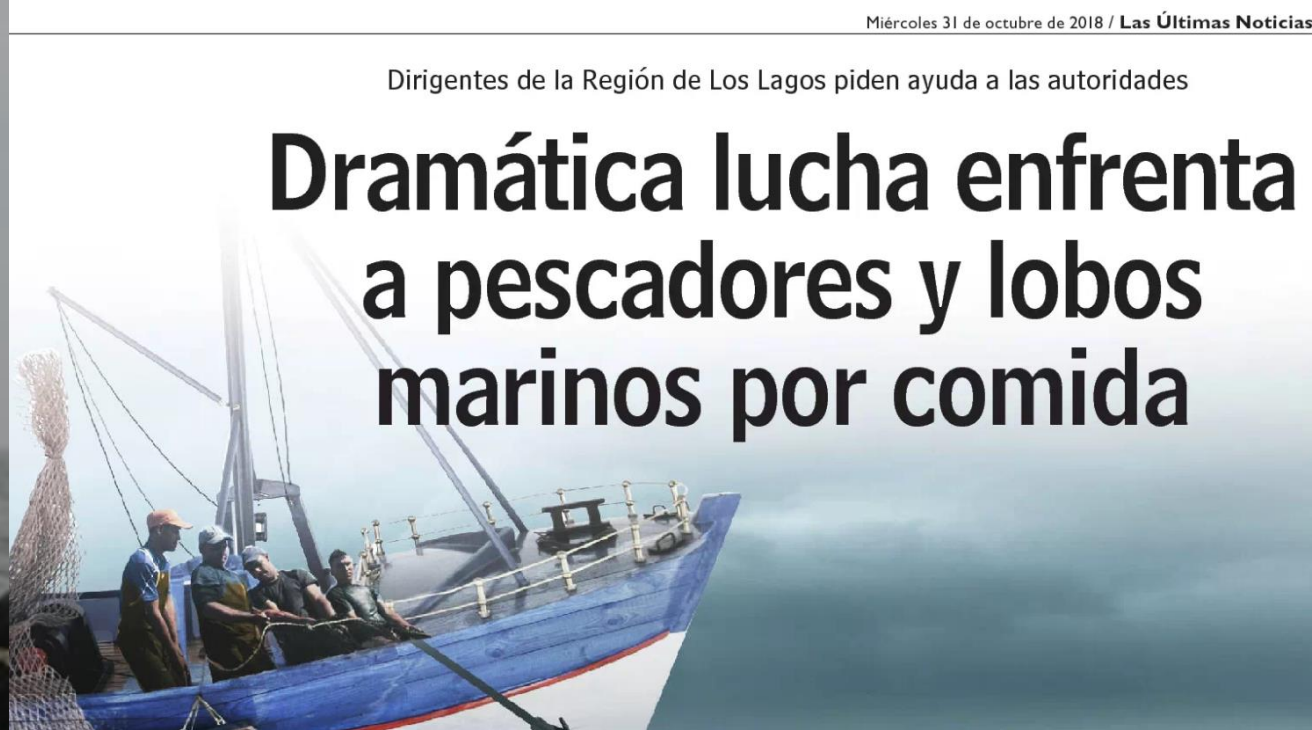 Miércoles 31 de octubre de 2018 / Las Últimas Noticias
Dirigentes de la Región de Los Lagos piden ayuda a las autoridades
Dramática lucha enfrenta
a pescadores y lobos
marinos por comida